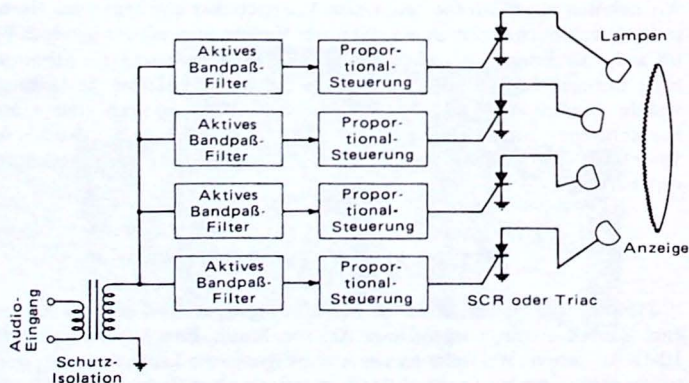 Aktives
Bandpaß-
Filter
Propor-
tional-
Steuerung
Lampen
Aktives
Bandpaß-
Filter
Propor-
tional-
Steuerung
Aktives
Bandpaß-
Filter
Propor-
tional-
Steuerung
Anzeige
Aktives
Bandpaß-
Filter
Propor-
tional-
Steuerung
SCR oder Triac
Audio-
Eingang
Schutz-
Isolation